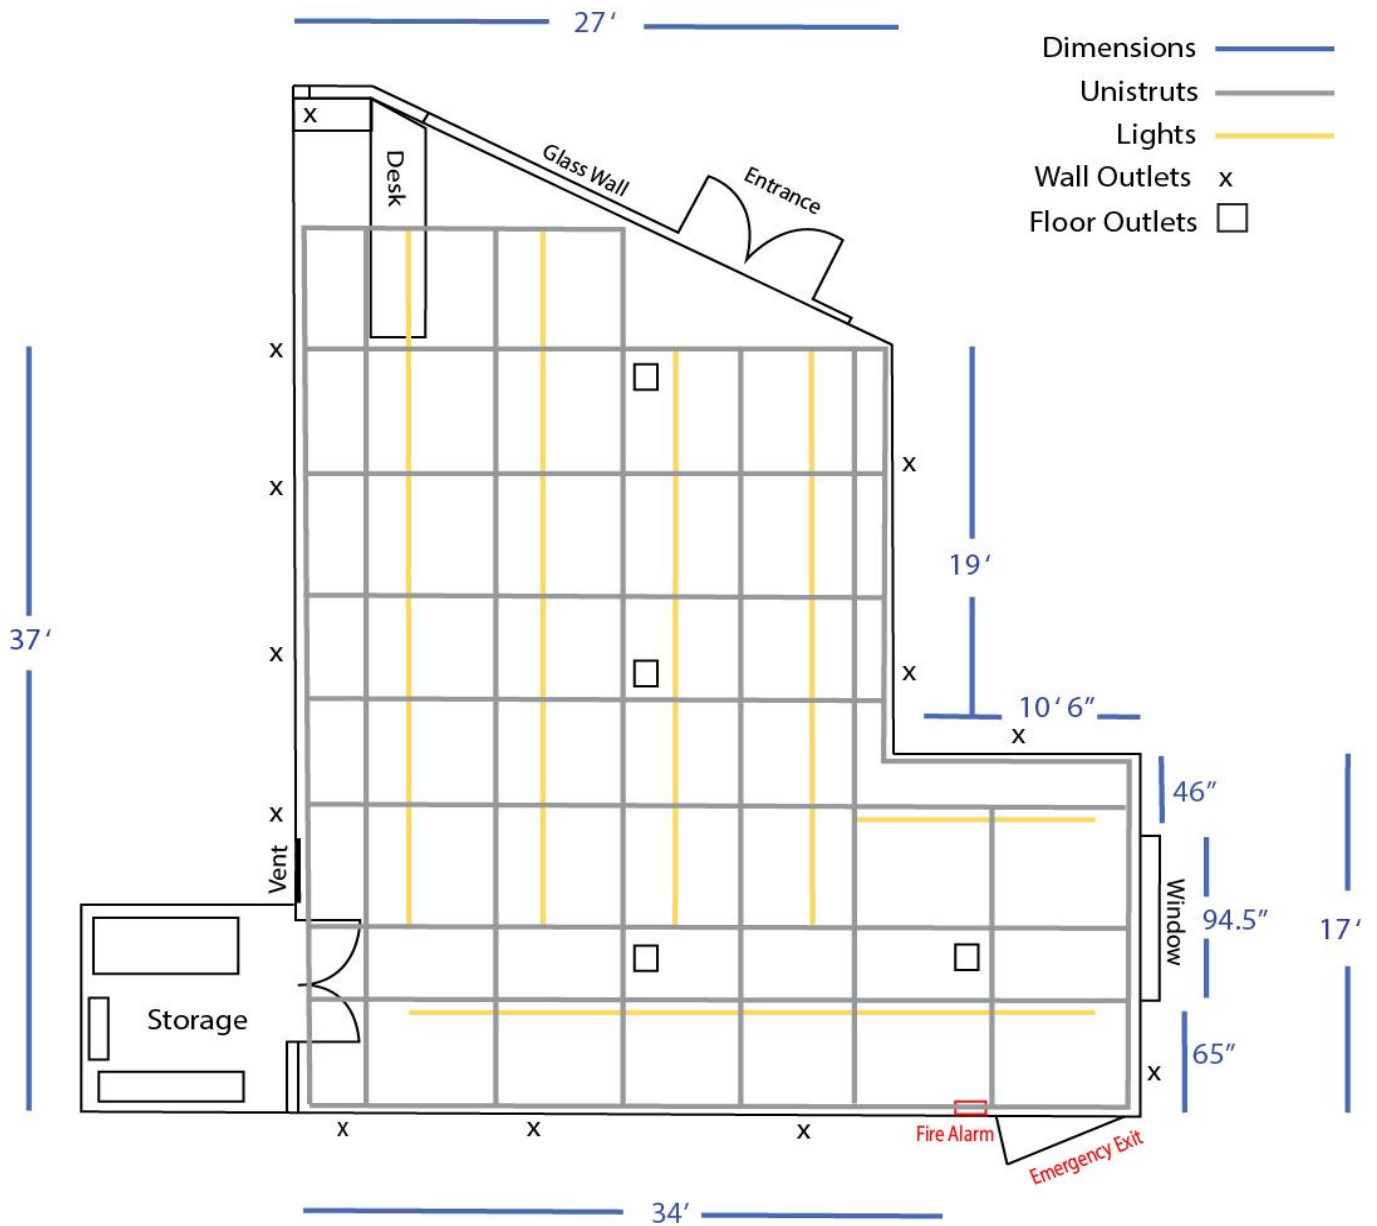 27‘
Dimensions
Unistruts
Lights
Wall Outlets x
Floor Outlets
x
Desk
Glass Wall
Entrance
x
x
x
19‘
37‘
x
x
10‘ 6”
x
46”
x
Vent
Window
94.5”
17‘
Storage
65”
x
x
x
x
Fire Alarm
Emergency Exit
34’